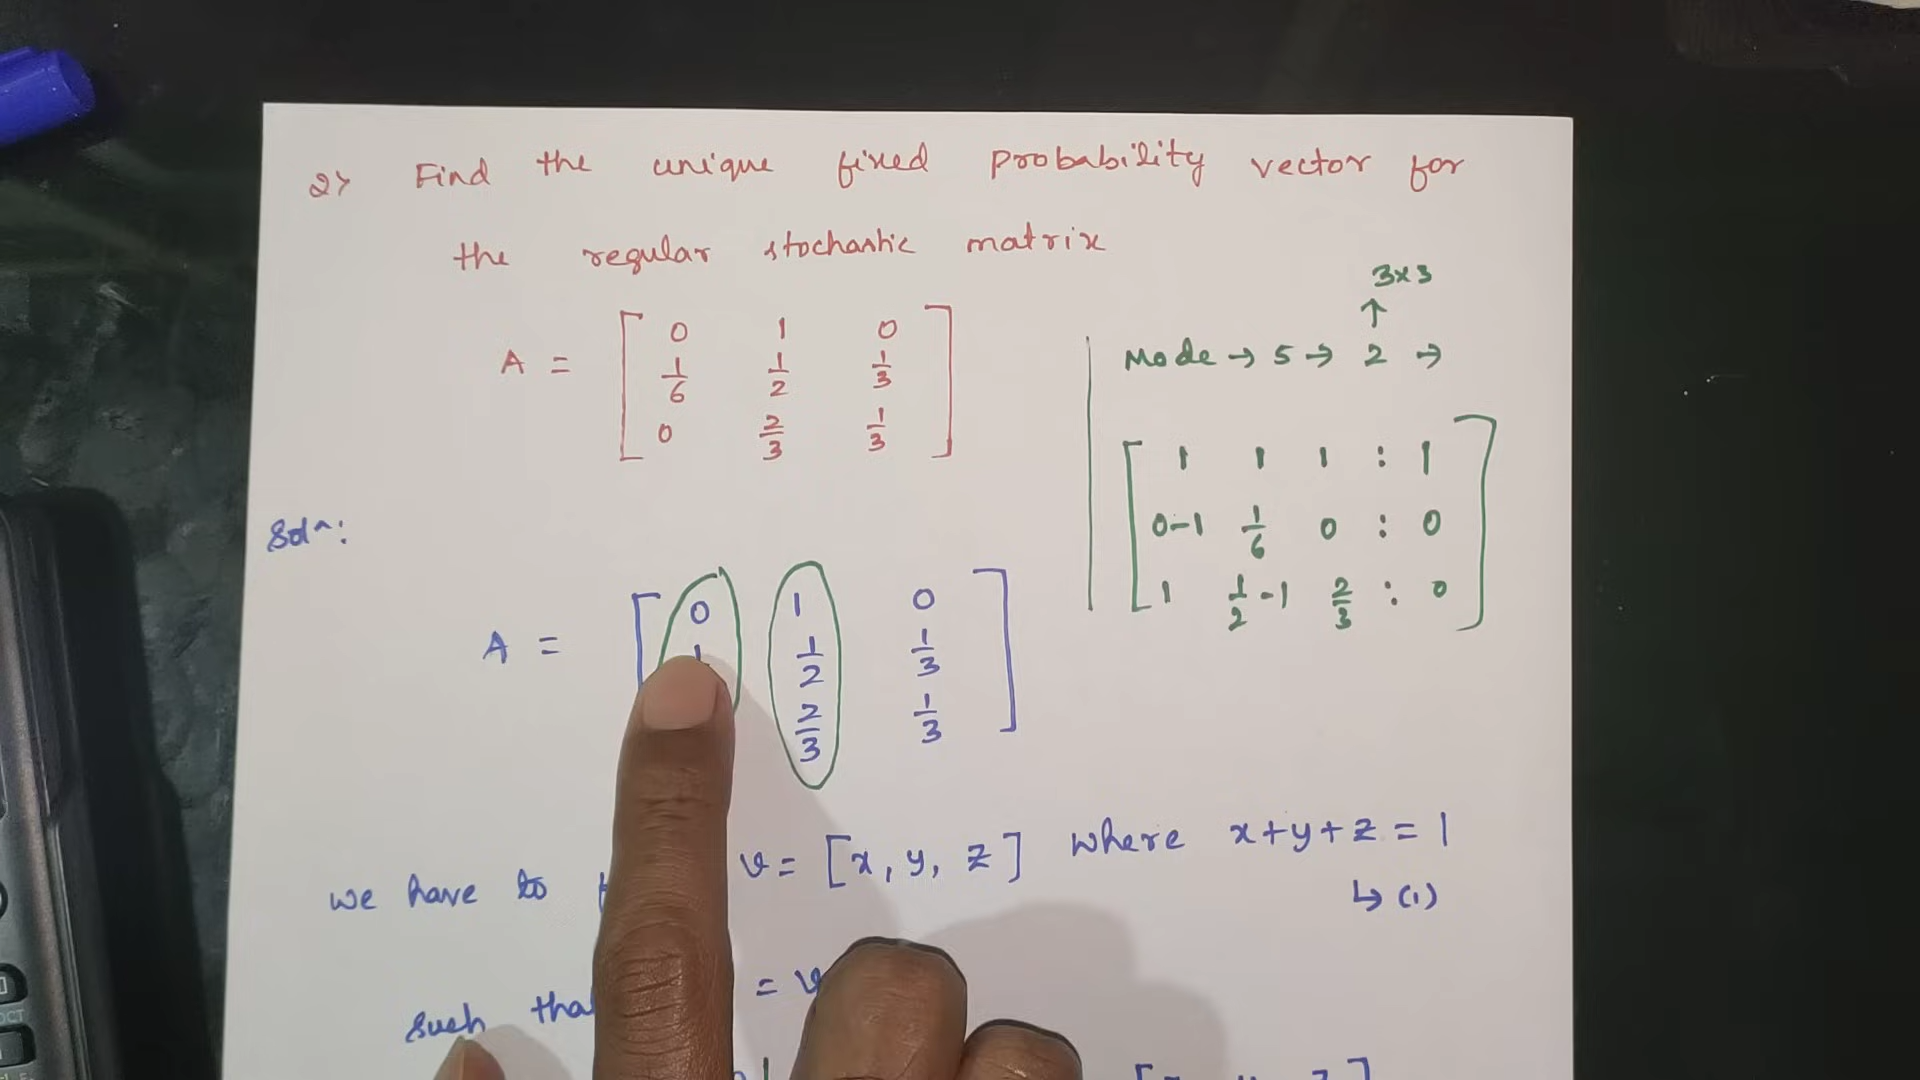 2> Find the unique fixed probability vector for
the regular stochastic matrix
A = [ 0 1 0
1/6 1/2 1/3
0 2/3 1/3 ]
3x3
↑
Mode → 5 → 2 →
[ 1 1 1 : 1
0-1 1/6 0 : 0
1 1/2-1 2/3 : 0 ]
Soln:
A = [ 0 1 0
1/2 1/3
2/3 1/3 ]
we have to v = [x, y, z] where x+y+z = 1
↳ (1)
such = v